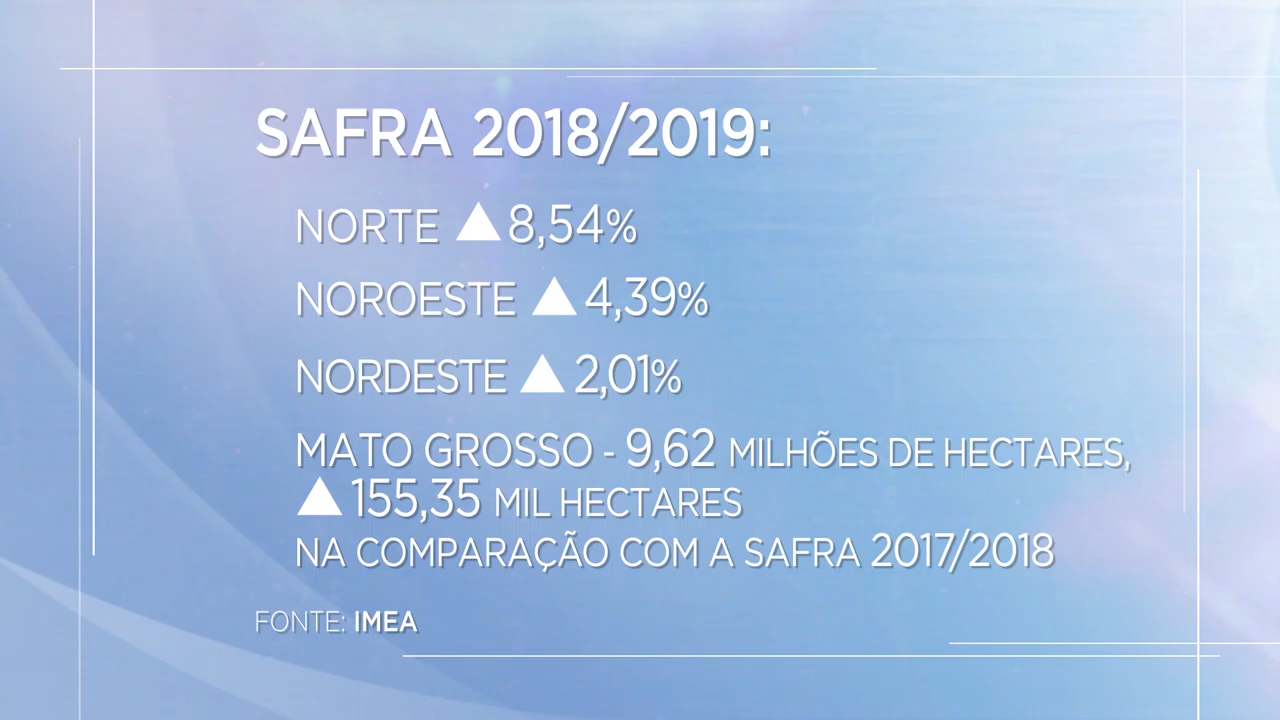 SAFRA 2018/2019:
NORTE ▲8,54%
NOROESTE ▲4,39%
NORDESTE ▲2,01%
MATO GROSSO - 9,62 MILHÕES DE HECTARES,
▲155,35 MIL HECTARES
NA COMPARAÇÃO COM A SAFRA 2017/2018
FONTE: IMEA